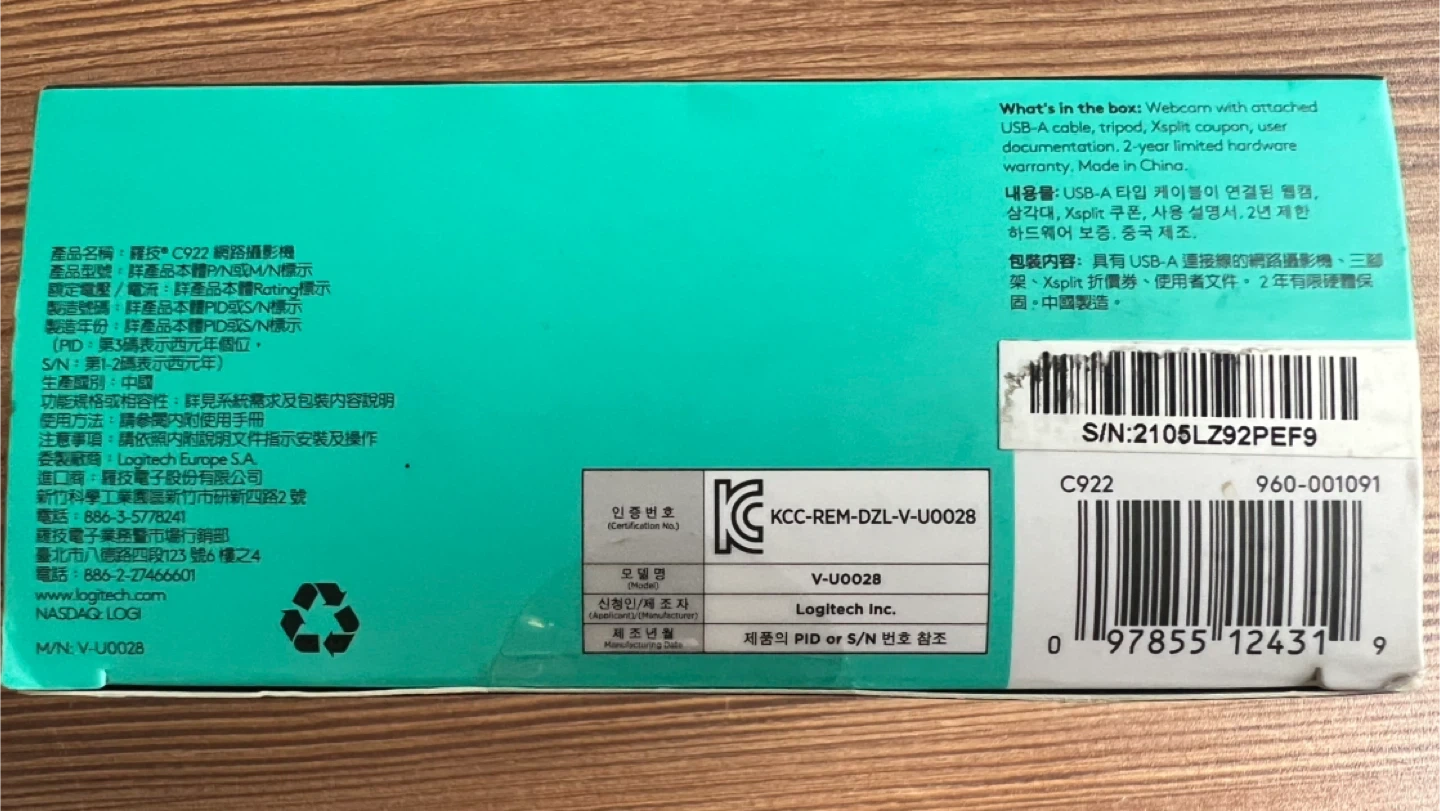 產品名稱：羅技® C922 網路攝影機
產品型號：詳產品本體P/N或M/N標示
額定電壓 / 電流：詳產品本體Rating標示
製造號碼：詳產品本體PID或S/N標示
製造年份：詳產品本體PID或S/N標示
（PID：第3碼表示西元年個位，
S/N：第1-2碼表示西元年）
生產國別：中國
功能規格或相容性：詳見系統需求及包裝內容說明
使用方法：請參閱內附使用手冊
注意事項：請依照內附說明文件指示安裝及操作
委製廠商：Logitech Europe S.A.
進口商：羅技電子股份有限公司
新竹科學工業園區新竹市研新四路2 號
電話：886-3-5778241
羅技電子業務暨市場行銷部
臺北市八德路四段123 號6 樓之4
電話：886-2-27466601
www.logitech.com
NASDAQ: LOGI
M/N: V-U0028
인 증 번 호
(Certification No.)
KCC-REM-DZL-V-U0028
모 델 명
(Model)
V-U0028
신청인/제 조 자
(Applicant)/(Manufacturer)
Logitech Inc.
제 조 년 월
Manufacturing Date
제품의 PID or S/N 번호 참조
What's in the box: Webcam with attached
USB-A cable, tripod, Xsplit coupon, user
documentation. 2-year limited hardware
warranty. Made in China.
내용물: USB-A 타입 케이블이 연결된 웹캠,
삼각대, Xsplit 쿠폰, 사용 설명서. 2년 제한
하드웨어 보증. 중국 제조.
包裝內容: 具有 USB-A 連接線的網路攝影機、三腳
架、Xsplit 折價券、使用者文件。 2 年有限硬體保
固。中國製造。
S/N:2105LZ92PEF9
C922 960-001091
0 97855 12431 9